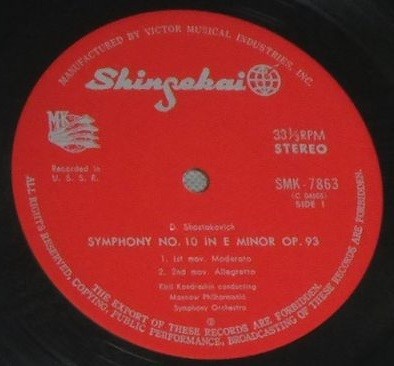 MANUFACTURED BY VICTOR MUSICAL INDUSTRIES, INC.
Shinsekai
MK
33⅓RPM
STEREO
Recorded in
U. S. S. R.
SMK-7863
SIDE 1
D. Shostakovich
SYMPHONY NO. 10 IN E MINOR OP. 93
1. 1st mov. Moderato
2. 2nd mov. Allegretto
Kiril Kondrashin conducting
Moscow Philharmonic
Symphony Orchestra
ALL RIGHTS RESERVED, COPYING, PUBLIC PERFORMANCE, BROADCASTING OF THESE RECORDS ARE FORBIDDEN.
THE EXPORT OF THESE RECORDS ARE FORBIDDEN.